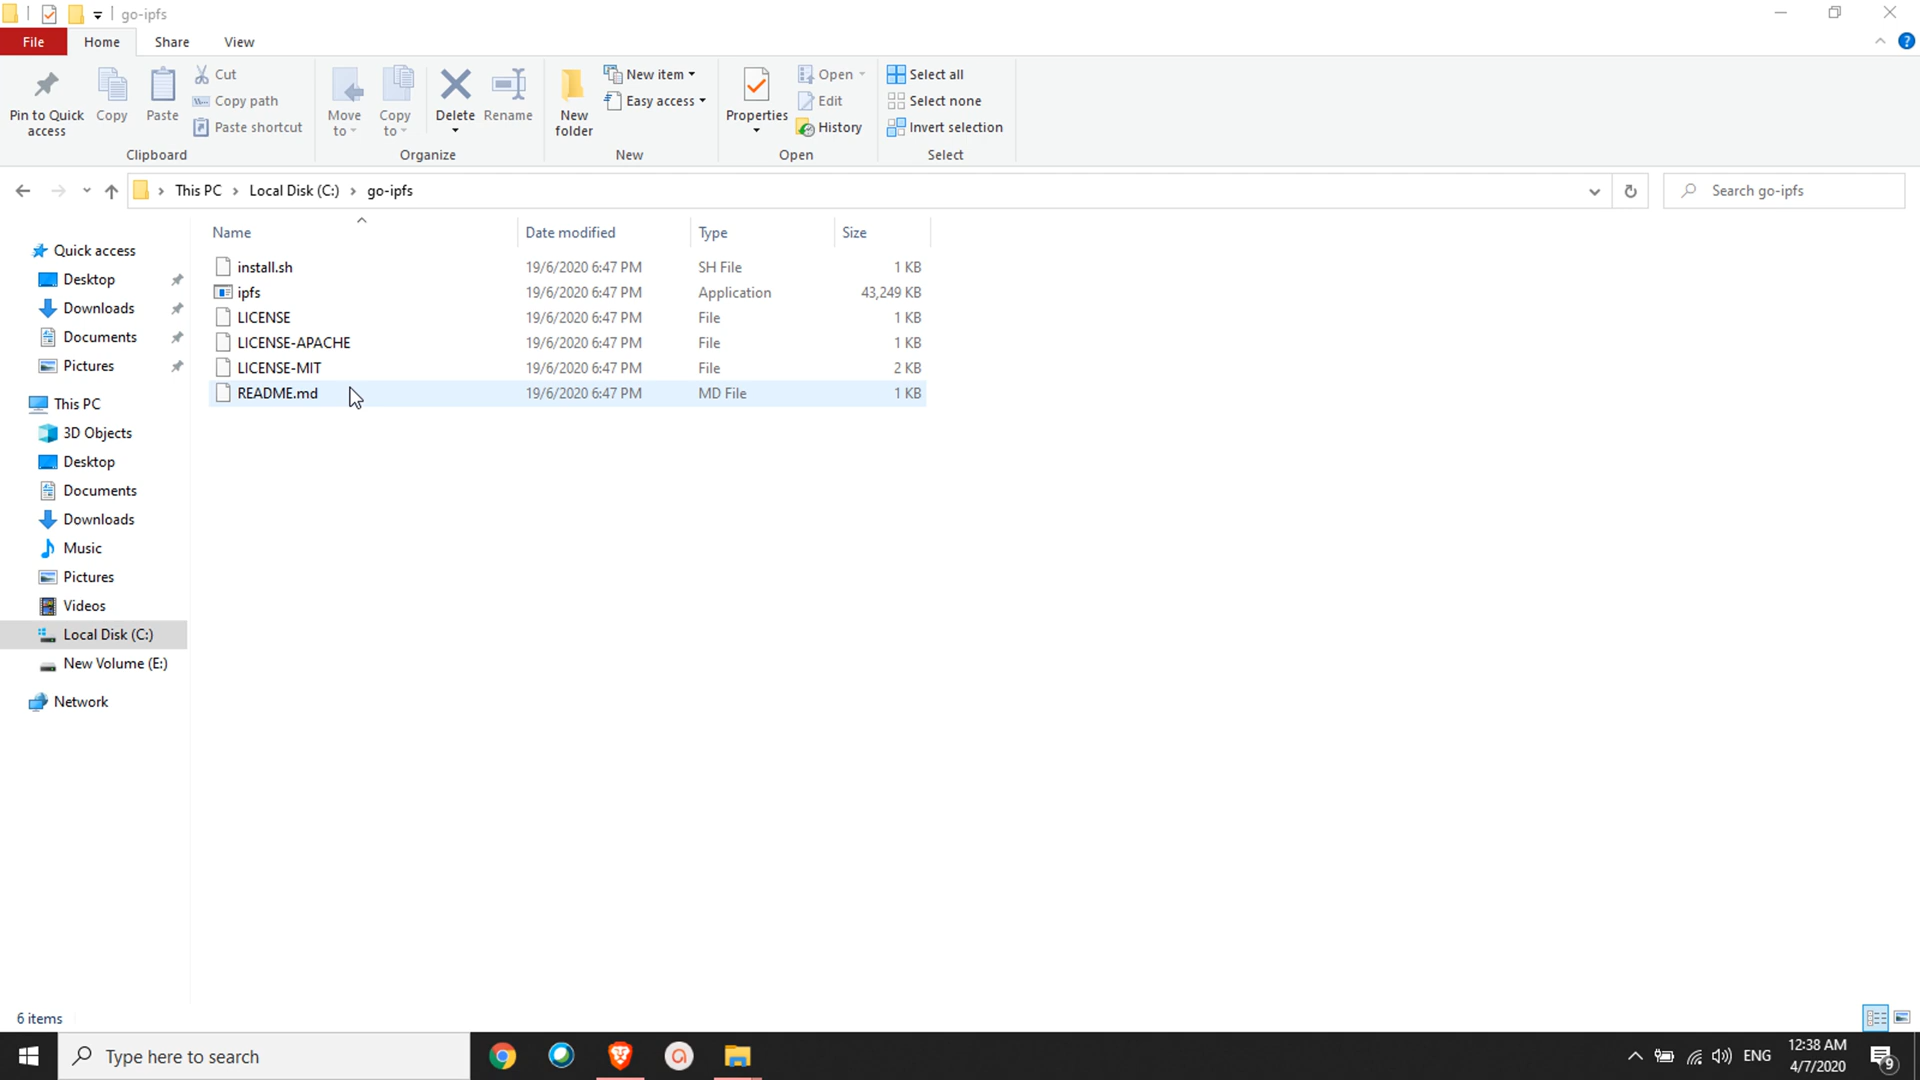 go-ipfs
File Home Share View
Pin to Quick access
Copy
Paste
Cut
Copy path
Paste shortcut
Clipboard
Move to
Copy to
Delete
Rename
Organize
New folder
New item
Easy access
New
Properties
Open
Edit
History
Open
Select all
Select none
Invert selection
Select
This PC > Local Disk (C:) > go-ipfs
Search go-ipfs
Name Date modified Type Size
install.sh 19/6/2020 6:47 PM SH File 1 KB
ipfs 19/6/2020 6:47 PM Application 43,249 KB
LICENSE 19/6/2020 6:47 PM File 1 KB
LICENSE-APACHE 19/6/2020 6:47 PM File 1 KB
LICENSE-MIT 19/6/2020 6:47 PM File 2 KB
README.md 19/6/2020 6:47 PM MD File 1 KB
Quick access
Desktop
Downloads
Documents
Pictures
This PC
3D Objects
Desktop
Documents
Downloads
Music
Pictures
Videos
Local Disk (C:)
New Volume (E:)
Network
6 items
Type here to search
ENG
12:38 AM
4/7/2020
9